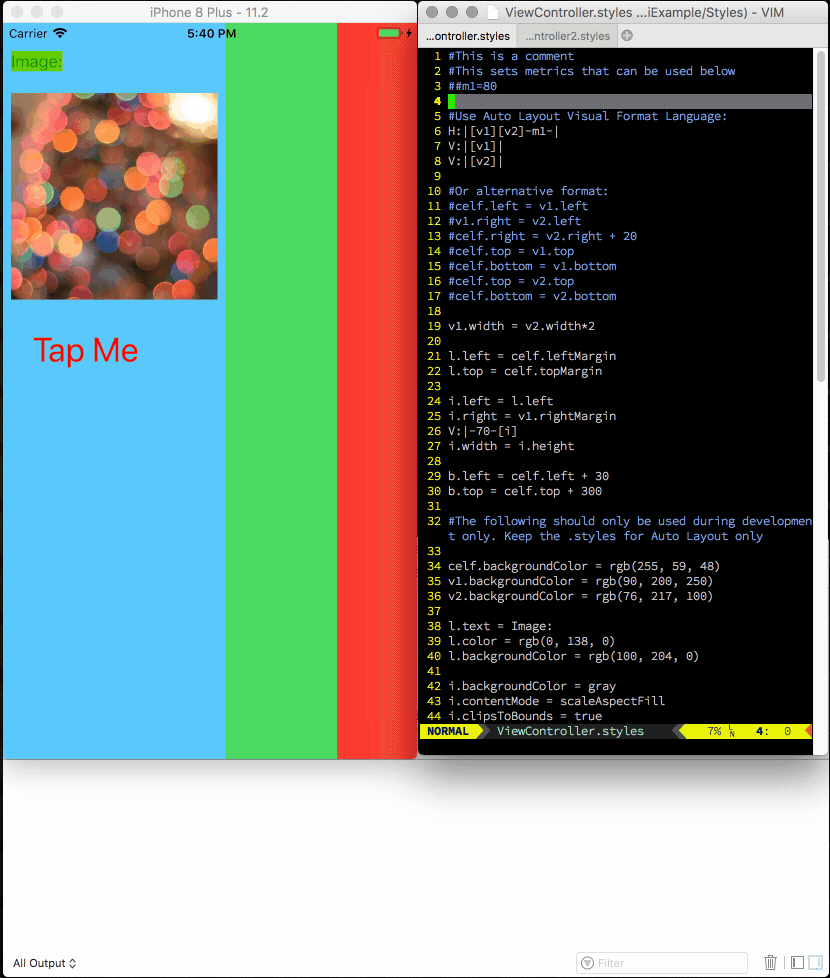 iPhone 8 Plus - 11.2
Carrier 5:40 PM
Image:
Tap Me
ViewController.styles ...iExample/Styles) - VIM
...ontroller.styles ...ntroller2.styles
1 #This is a comment
2 #This sets metrics that can be used below
3 ##m1=80
4
5 #Use Auto Layout Visual Format Language:
6 H:|[v1][v2]-m1-|
7 V:|[v1]|
8 V:|[v2]|
9
10 #Or alternative format:
11 #celf.left = v1.left
12 #v1.right = v2.left
13 #celf.right = v2.right + 20
14 #celf.top = v1.top
15 #celf.bottom = v1.bottom
16 #celf.top = v2.top
17 #celf.bottom = v2.bottom
18
19 v1.width = v2.width*2
20
21 l.left = celf.leftMargin
22 l.top = celf.topMargin
23
24 i.left = l.left
25 i.right = v1.rightMargin
26 V:|-70-[i]
27 i.width = i.height
28
29 b.left = celf.left + 30
30 b.top = celf.top + 300
31
32 #The following should only be used during developmen
t only. Keep the .styles for Auto Layout only
33
34 celf.backgroundColor = rgb(255, 59, 48)
35 v1.backgroundColor = rgb(90, 200, 250)
36 v2.backgroundColor = rgb(76, 217, 100)
37
38 l.text = Image:
39 l.color = rgb(0, 138, 0)
40 l.backgroundColor = rgb(100, 204, 0)
41
42 i.backgroundColor = gray
43 i.contentMode = scaleAspectFill
44 i.clipsToBounds = true
NORMAL ViewController.styles 7% LN 4: 0
All Output Filter